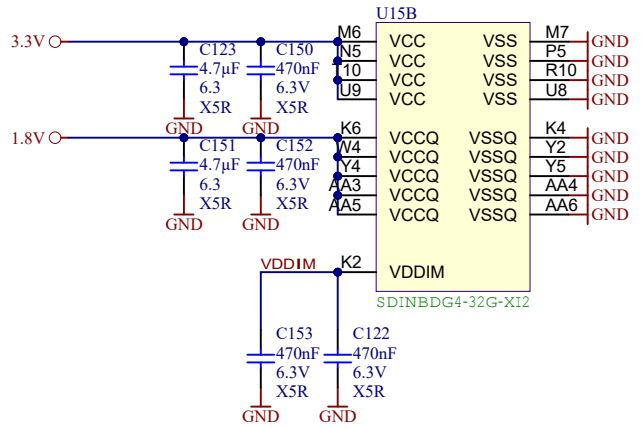 U15B
3.3V
M6 VCC VSS M7 GND
N5 VCC VSS P5 GND
T10 VCC VSS R10 GND
U9 VCC VSS U8 GND
C123
4.7µF
6.3
X5R
GND
C150
470nF
6.3V
X5R
GND
1.8V
K6 VCCQ VSSQ K4 GND
W4 VCCQ VSSQ Y2 GND
Y4 VCCQ VSSQ Y5 GND
AA3 VCCQ VSSQ AA4 GND
AA5 VCCQ VSSQ AA6 GND
C151
4.7µF
6.3
X5R
GND
C152
470nF
6.3V
X5R
GND
VDDIM K2 VDDIM
SDINBDG4-32G-XI2
C153
470nF
6.3V
X5R
GND
C122
470nF
6.3V
X5R
GND